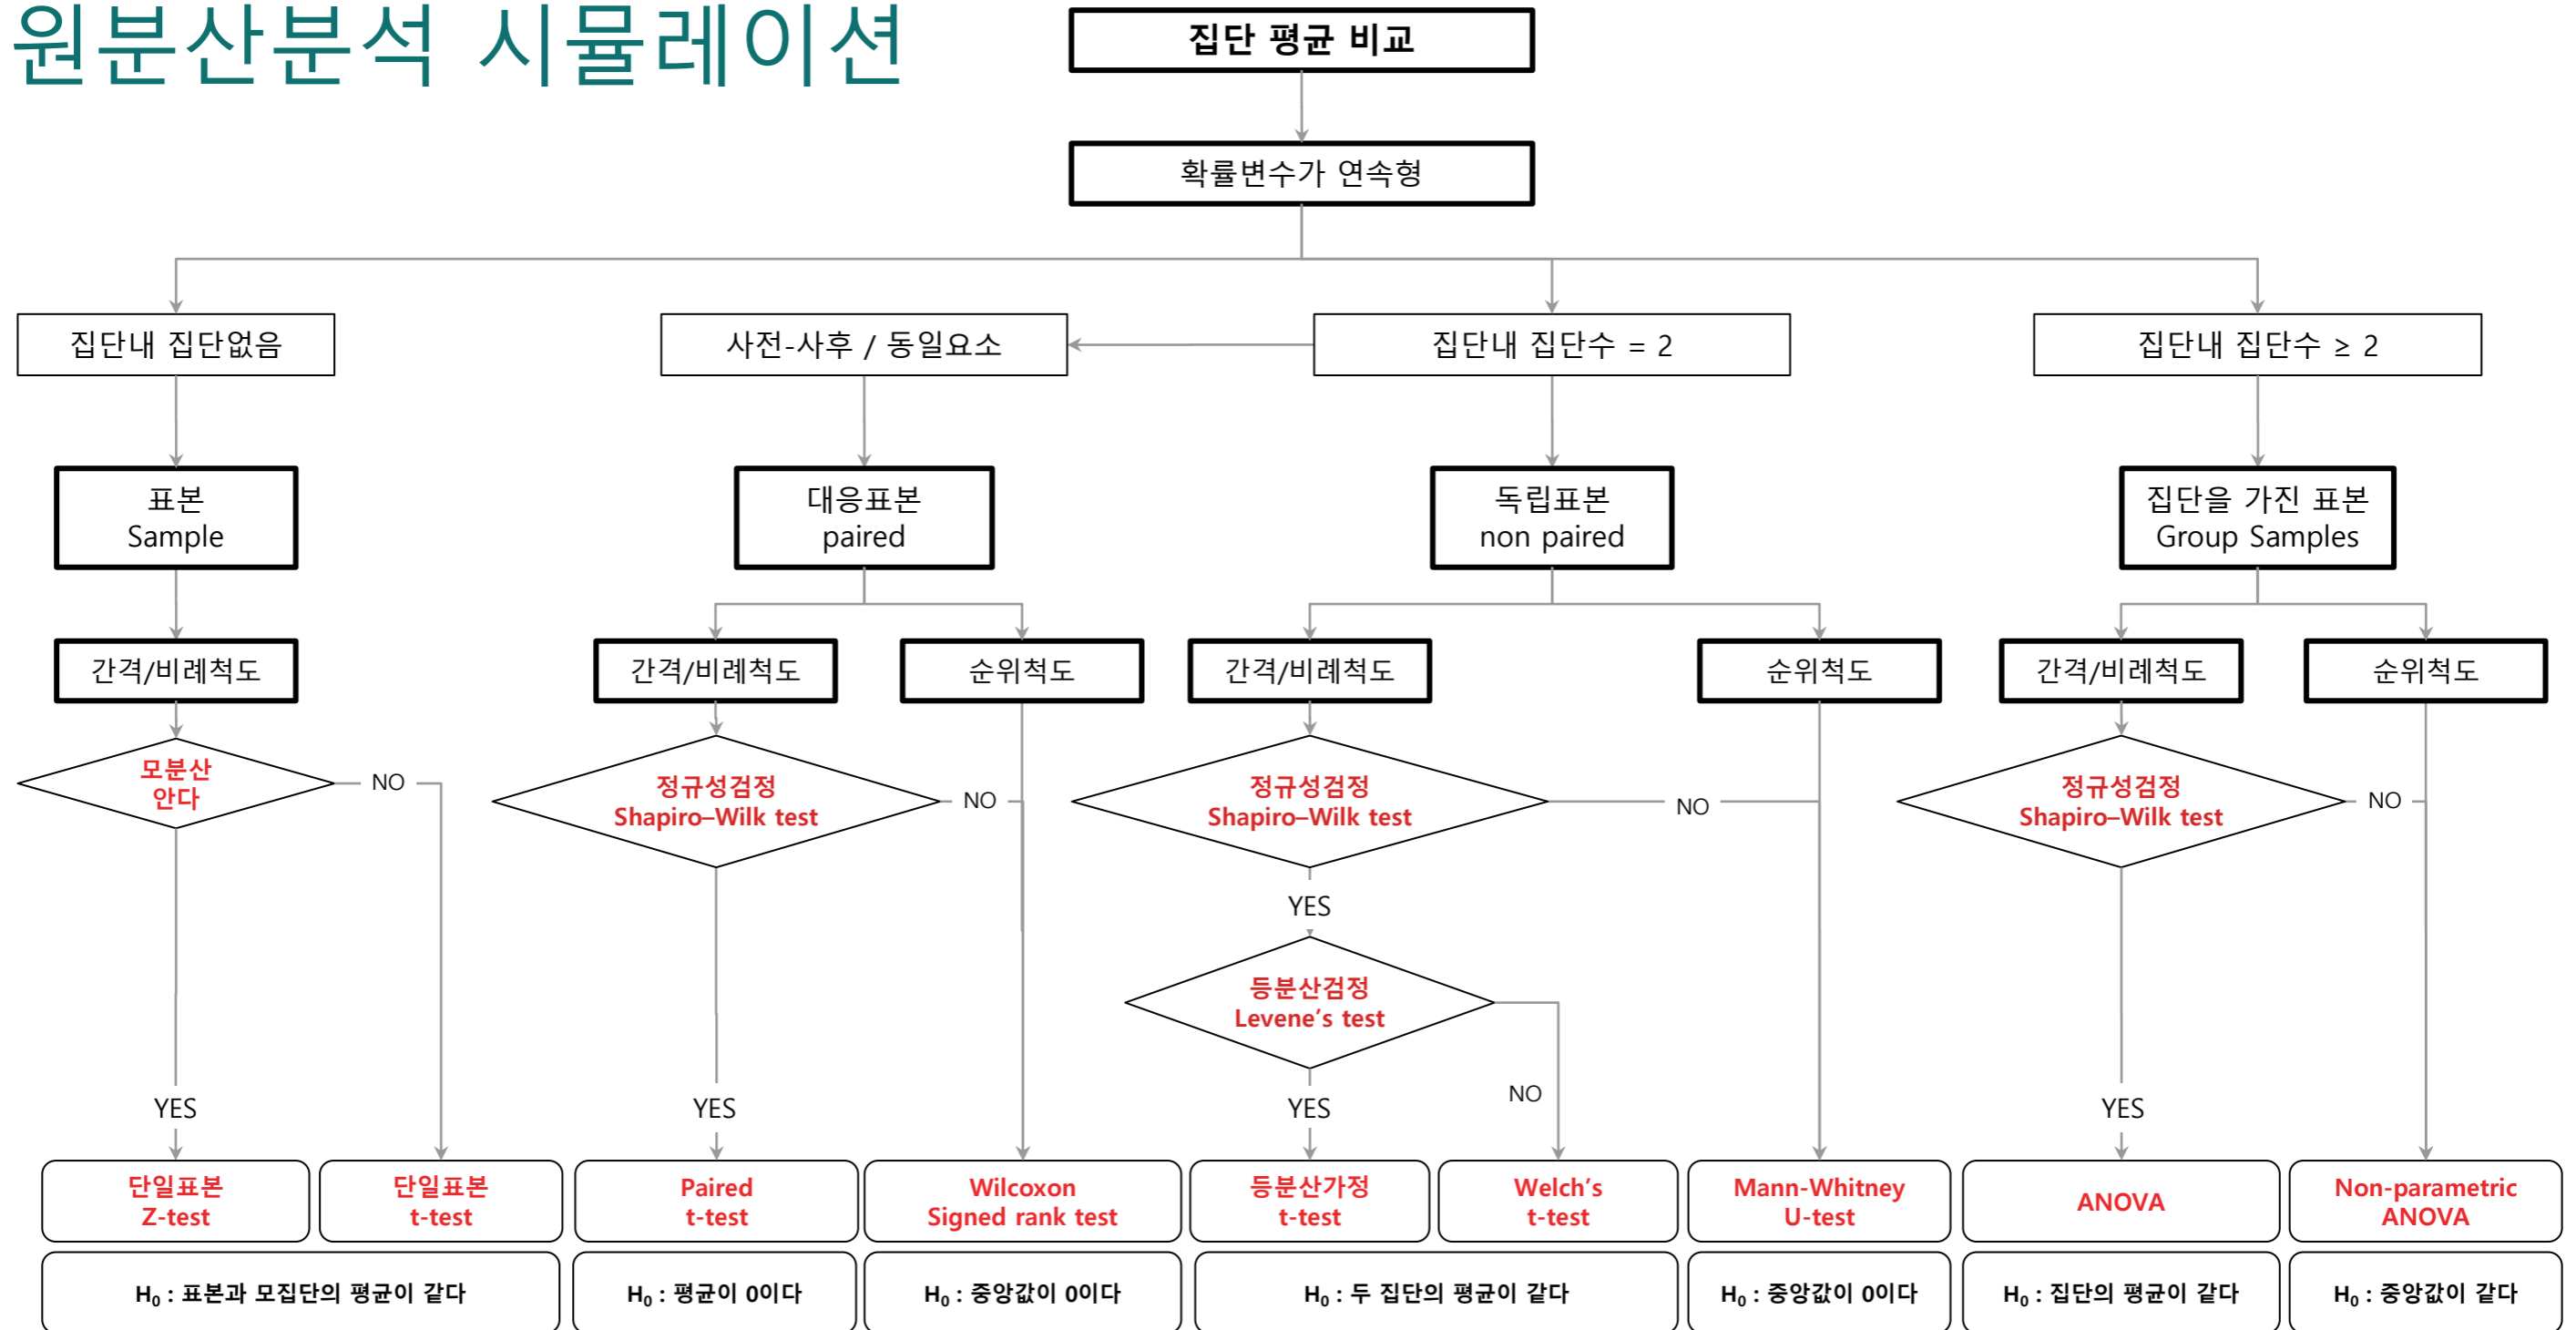 원분산분석 시뮬레이션
집단 평균 비교
확률변수가 연속형
집단내 집단없음
사전-사후 / 동일요소
집단내 집단수 = 2
집단내 집단수 ≥ 2
표본
Sample
대응표본
paired
독립표본
non paired
집단을 가진 표본
Group Samples
간격/비례척도
간격/비례척도
순위척도
간격/비례척도
순위척도
간격/비례척도
순위척도
모분산
안다
NO
정규성검정
Shapiro–Wilk test
NO
정규성검정
Shapiro–Wilk test
NO
정규성검정
Shapiro–Wilk test
NO
YES
등분산검정
Levene's test
NO
YES
YES
YES
YES
단일표본
Z-test
단일표본
t-test
Paired
t-test
Wilcoxon
Signed rank test
등분산가정
t-test
Welch's
t-test
Mann-Whitney
U-test
ANOVA
Non-parametric
ANOVA
H₀ : 표본과 모집단의 평균이 같다
H₀ : 평균이 0이다
H₀ : 중앙값이 0이다
H₀ : 두 집단의 평균이 같다
H₀ : 중앙값이 0이다
H₀ : 집단의 평균이 같다
H₀ : 중앙값이 같다